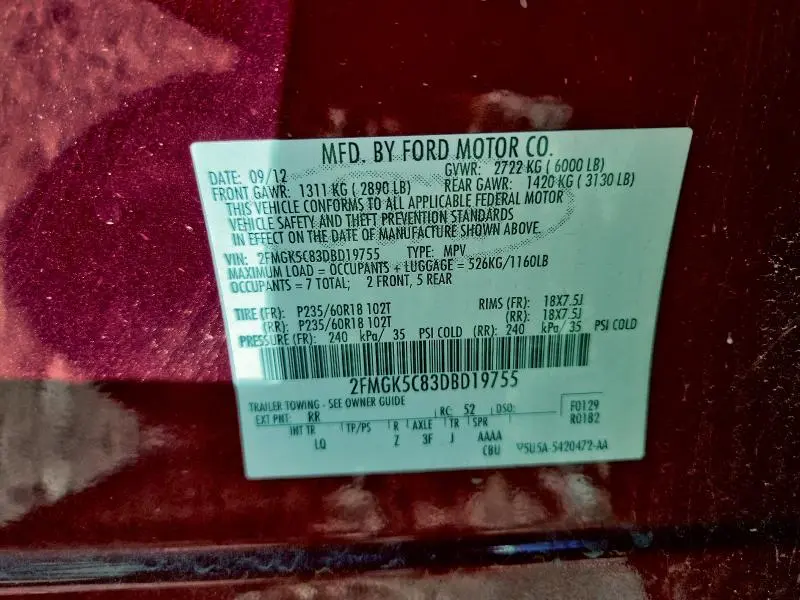 MFD. BY FORD MOTOR CO.
DATE: 09/12 GVWR: 2722 KG ( 6000 LB)
FRONT GAWR: 1311 KG ( 2890 LB) REAR GAWR: 1420 KG ( 3130 LB)
THIS VEHICLE CONFORMS TO ALL APPLICABLE FEDERAL MOTOR
VEHICLE SAFETY AND THEFT PREVENTION STANDARDS
IN EFFECT ON THE DATE OF MANUFACTURE SHOWN ABOVE.
VIN: 2FMGK5C83DBD19755 TYPE: MPV
MAXIMUM LOAD = OCCUPANTS + LUGGAGE = 526KG/1160LB
OCCUPANTS = 7 TOTAL; 2 FRONT, 5 REAR
TIRE (FR): P235/60R18 102T RIMS (FR): 18X7.5J
(RR): P235/60R18 102T (RR): 18X7.5J
PRESSURE (FR): 240 kPa/ 35 PSI COLD (RR): 240 kPa/ 35 PSI COLD
2FMGK5C83DBD19755
TRAILER TOWING - SEE OWNER GUIDE
EXT PNT: RR RC: 52 DSO: F0129
R0182
INT TR TP/PS R AXLE TR SPR
LQ Z 3F J AAAA
CBU 5U5A-5420472-AA